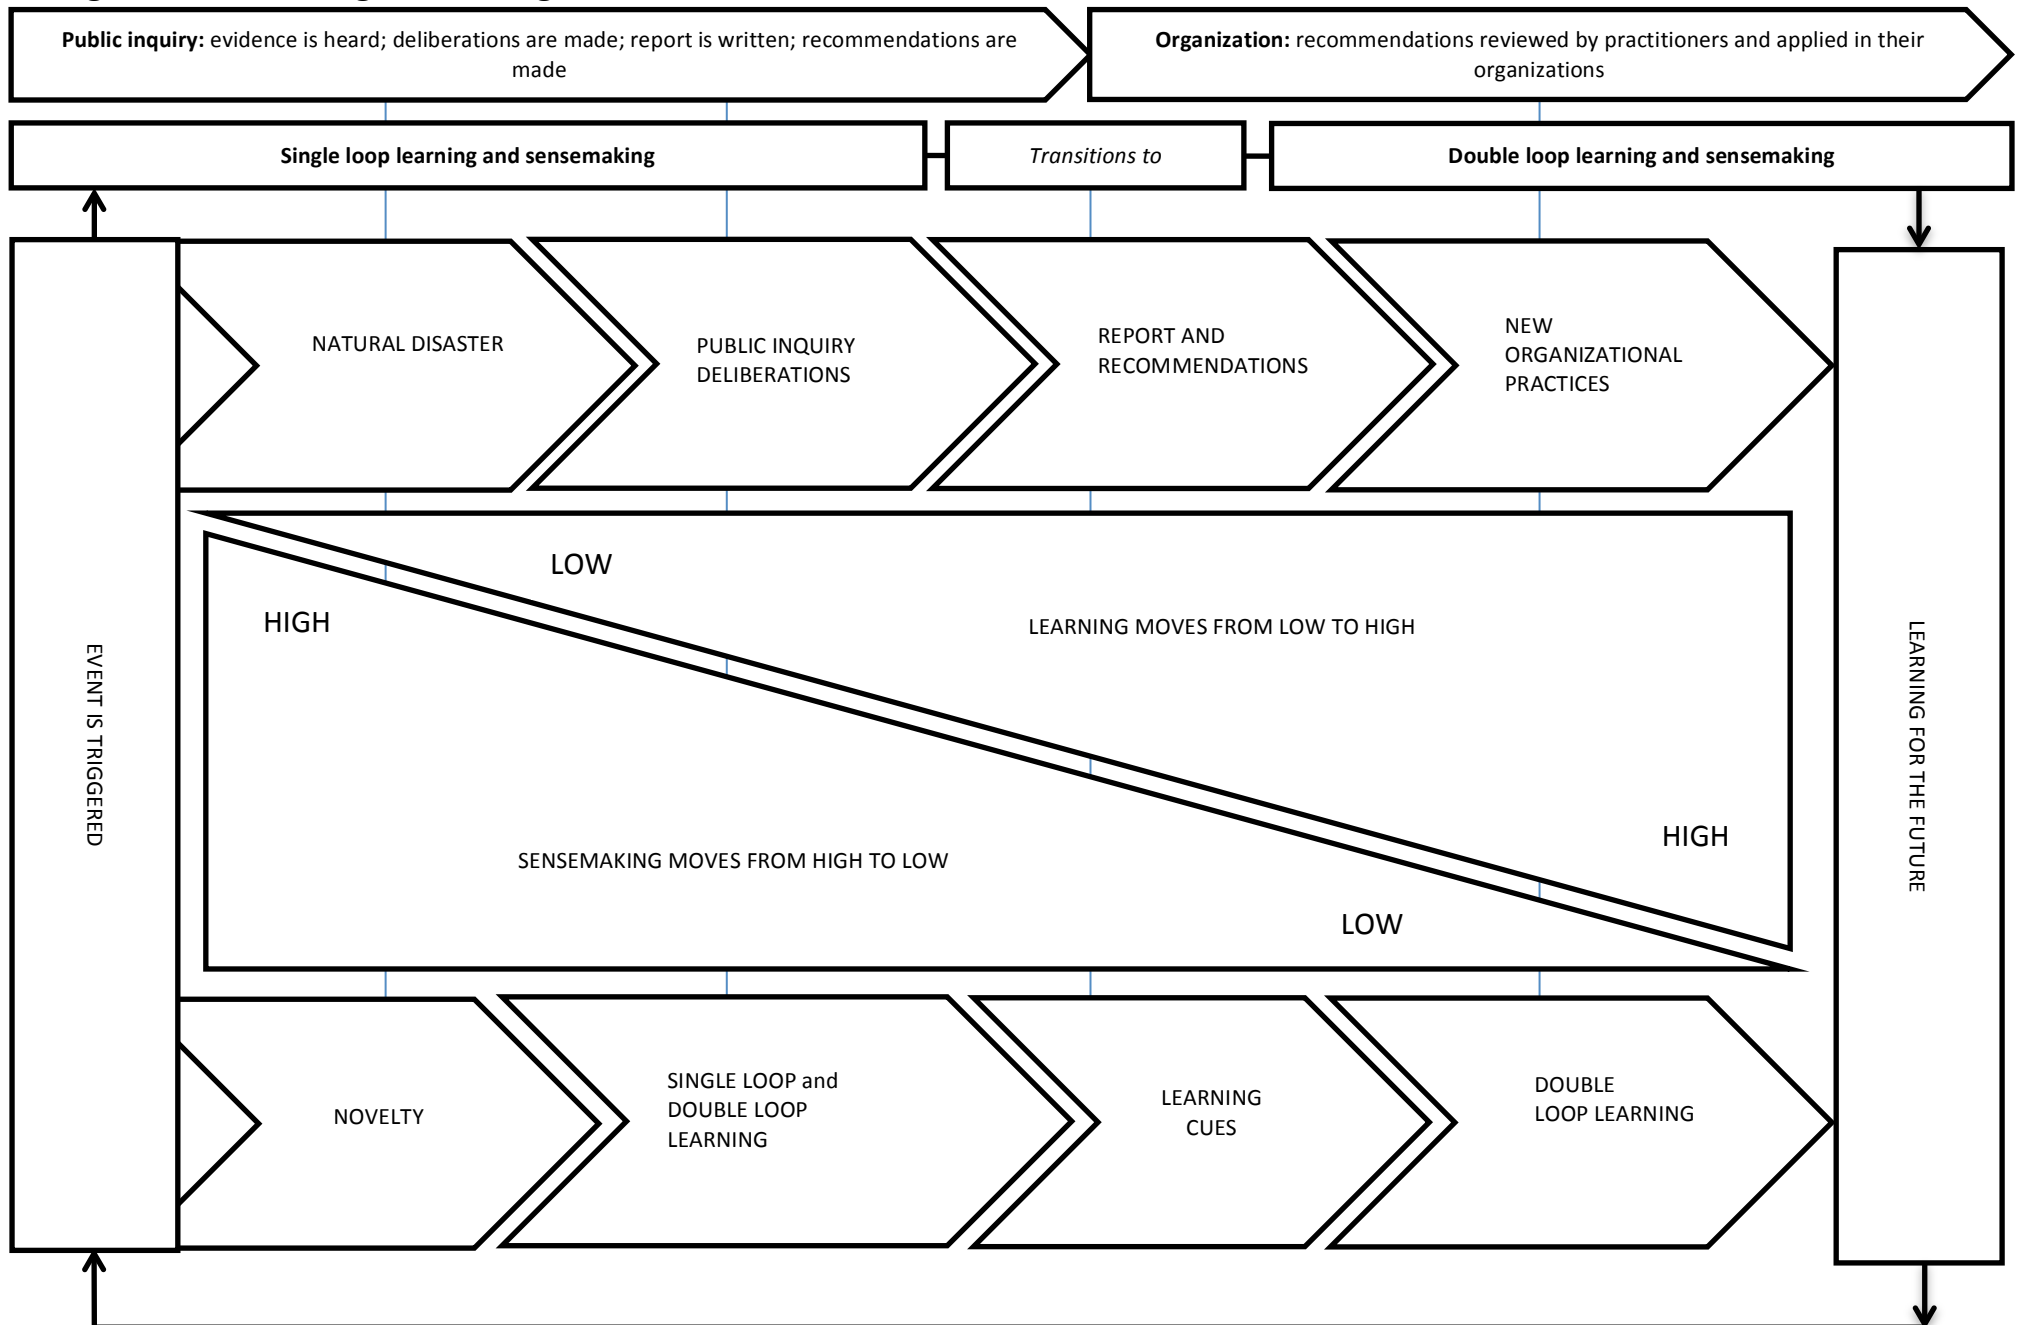 Public inquiry: evidence is heard; deliberations are made; report is written; recommendations are
made
Organization: recommendations reviewed by practitioners and applied in their
organizations
Single loop learning and sensemaking
Transitions to
Double loop learning and sensemaking
EVENT IS TRIGGERED
NATURAL DISASTER
PUBLIC INQUIRY
DELIBERATIONS
REPORT AND
RECOMMENDATIONS
NEW
ORGANIZATIONAL
PRACTICES
LOW
HIGH
LEARNING MOVES FROM LOW TO HIGH
SENSEMAKING MOVES FROM HIGH TO LOW
HIGH
LOW
LEARNING FOR THE FUTURE
NOVELTY
SINGLE LOOP and
DOUBLE LOOP
LEARNING
LEARNING
CUES
DOUBLE
LOOP LEARNING